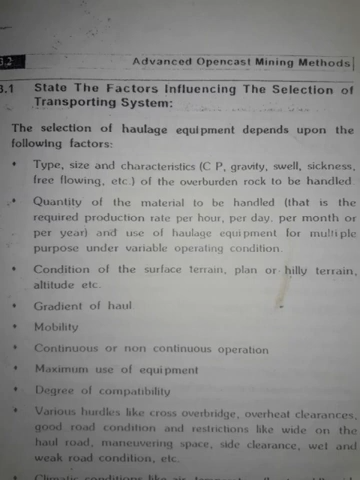 3.2
Advanced Opencast Mining Methods
3.1 State The Factors Influencing The Selection of
Transporting System:
The selection of haulage equipment depends upon the
following factors:
• Type, size and characteristics (C P, gravity, swell, sickness,
free flowing, etc.) of the overburden rock to be handled.
• Quantity of the material to be handled (that is the
required production rate per hour, per day, per month or
per year) and use of haulage equipment for multiple
purpose under variable operating condition.
• Condition of the surface terrain, plan or hilly terrain,
altitude etc.
• Gradient of haul.
• Mobility
• Continuous or non continuous operation
• Maximum use of equipment
• Degree of compatibility
• Various hurdles like cross overbridge, overheat clearances,
good road condition and restrictions like wide on the
haul road, maneuvering space, side clearance, wet and
weak road condition, etc.
• Climatic conditions like air